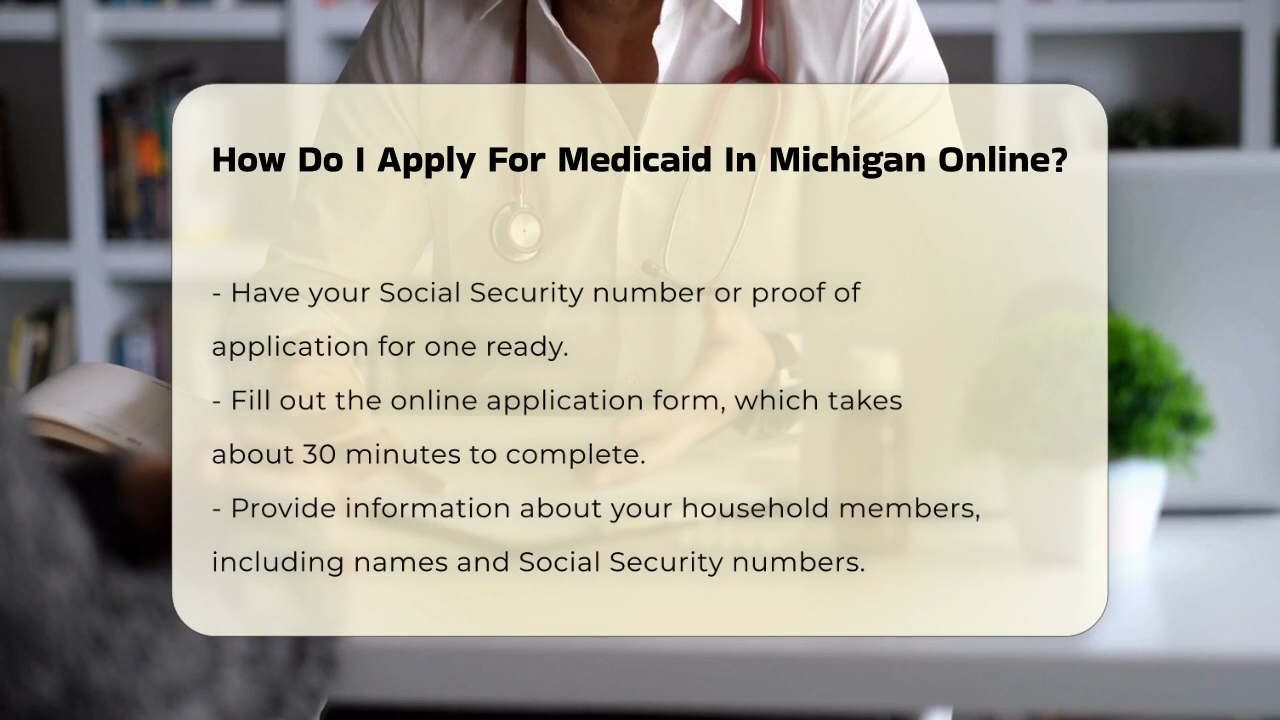 How Do I Apply For Medicaid In Michigan Online?
- Have your Social Security number or proof of
application for one ready.
- Fill out the online application form, which takes
about 30 minutes to complete.
- Provide information about your household members,
including names and Social Security numbers.